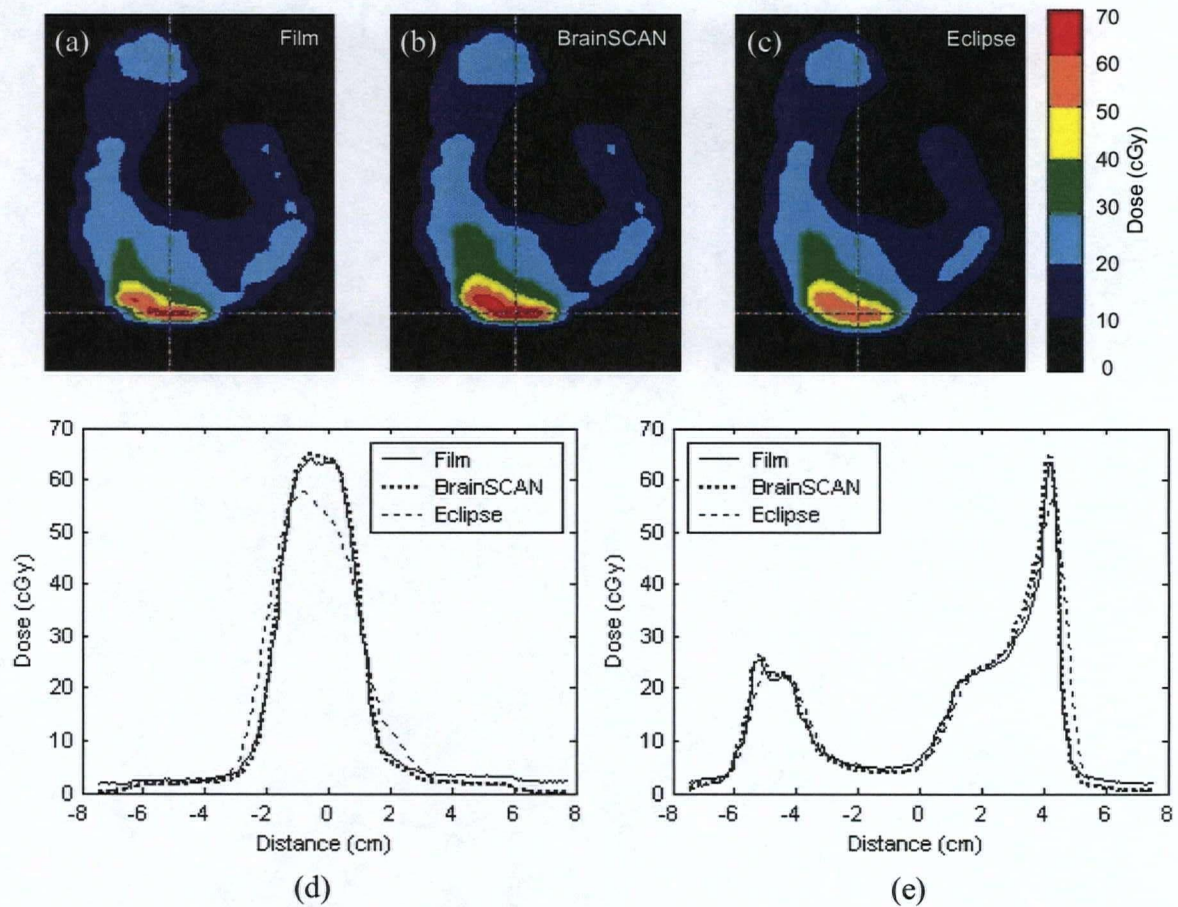 (a) Film
(b) BrainSCAN
(c) Eclipse
70
60
50
40
30
20
10
0
Dose (cGy)
70
60
50
40
30
20
10
0
Dose (cGy)
Film
BrainSCAN
Eclipse
-8 -6 -4 -2 0 2 4 6 8
Distance (cm)
(d)
70
60
50
40
30
20
10
0
Dose (cGy)
Film
BrainSCAN
Eclipse
-8 -6 -4 -2 0 2 4 6 8
Distance (cm)
(e)